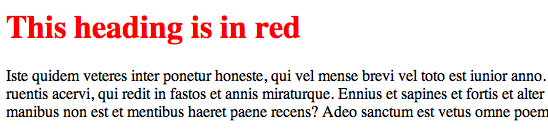 This heading is in red
Iste quidem veteres inter ponetur honeste, qui vel mense brevi vel toto est iunior anno.
ruentis acervi, qui redit in fastos et annis miraturque. Ennius et sapines et fortis et alter
manibus non est et mentibus haeret paene recens? Adeo sanctum est vetus omne poem